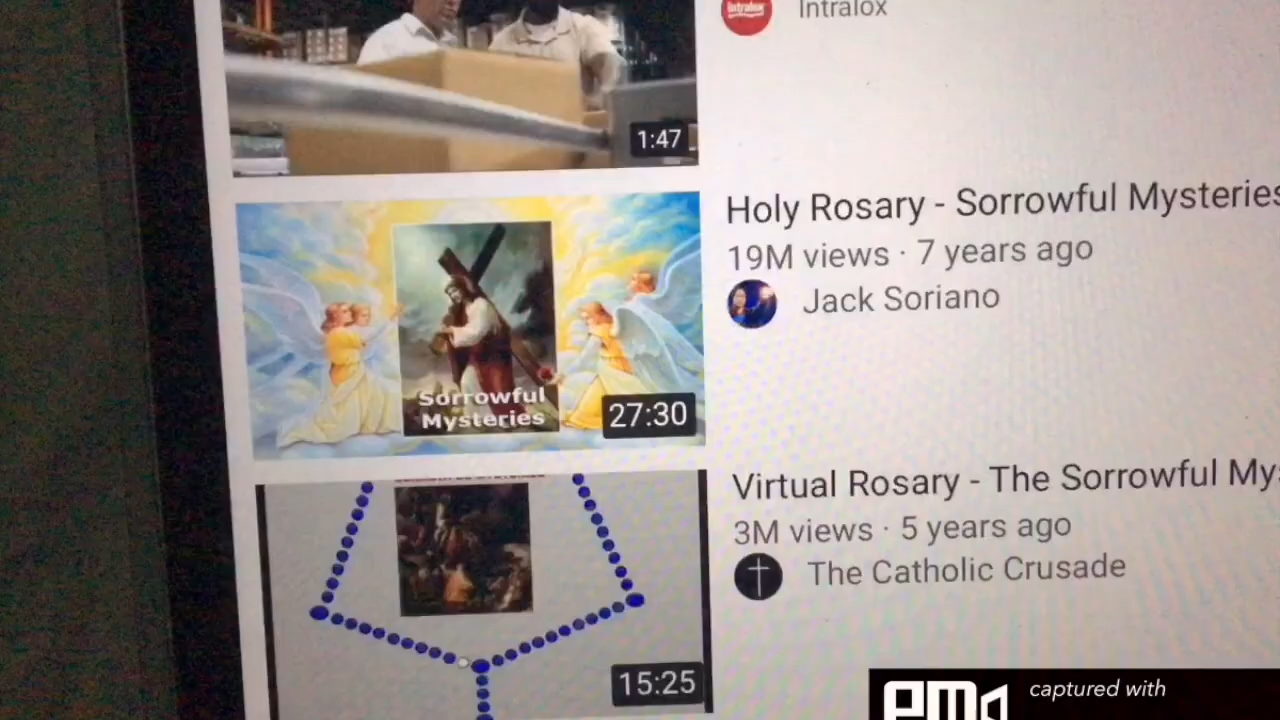 Intralox
intralox
1:47
Holy Rosary - Sorrowful Mysteries
19M views · 7 years ago
Jack Soriano
Sorrowful
Mysteries
27:30
Virtual Rosary - The Sorrowful My
3M views · 5 years ago
The Catholic Crusade
15:25
captured with